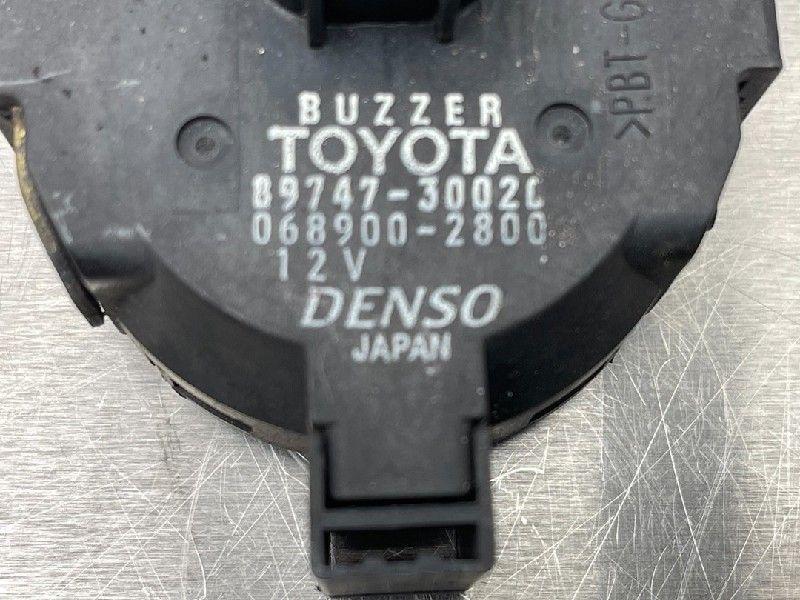 BUZZER
TOYOTA
89747-30020
068900-2800
12V
DENSO
JAPAN
>PBT-G